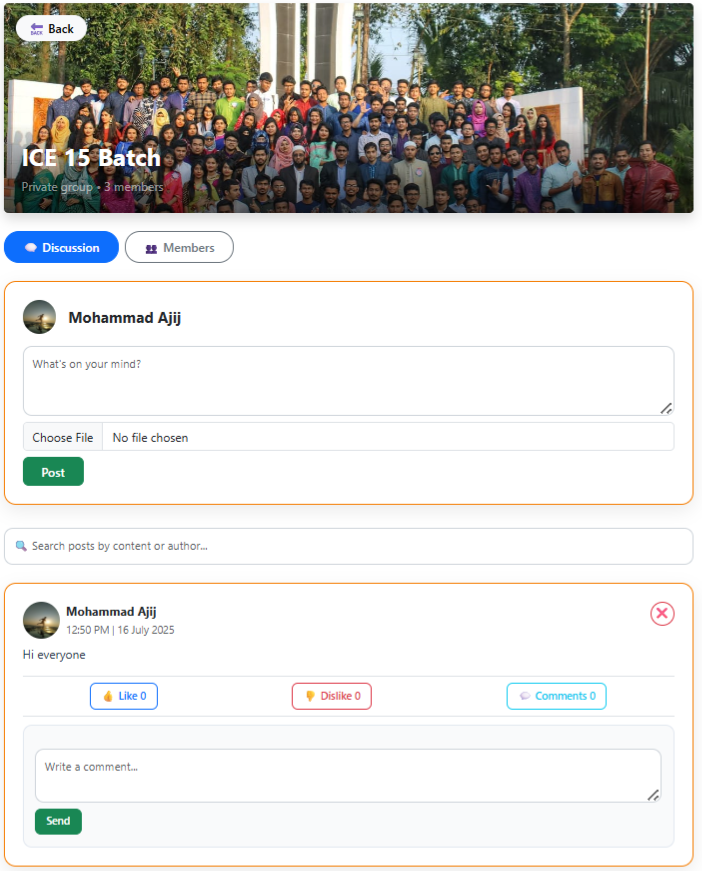 BACK Back
ICE 15 Batch
Private group • 3 members
Discussion Members
Mohammad Ajij
What's on your mind?
Choose File No file chosen
Post
Search posts by content or author...
Mohammad Ajij
12:50 PM | 16 July 2025
Hi everyone
Like 0 Dislike 0 Comments 0
Write a comment...
Send